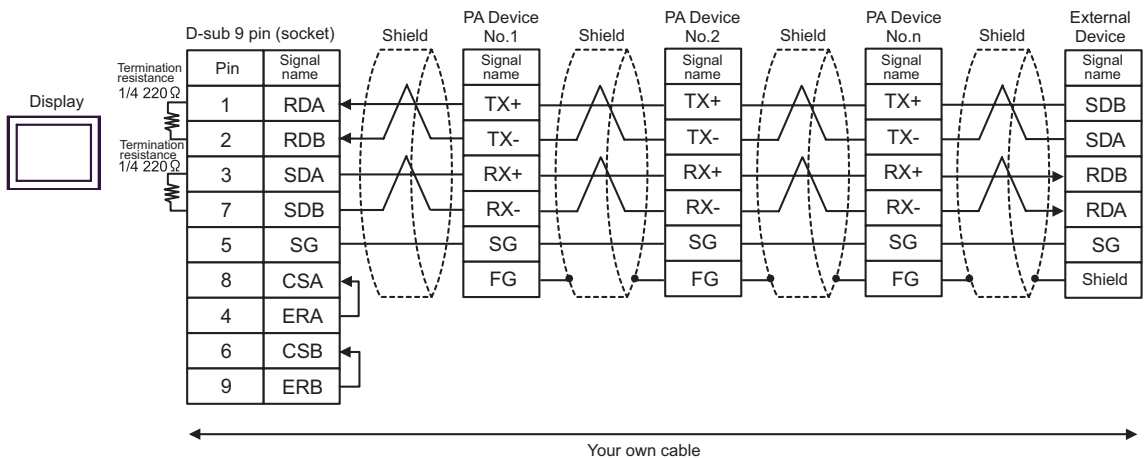 Display
Termination
resistance
1/4 220 Ω
Termination
resistance
1/4 220 Ω
D-sub 9 pin (socket)
Pin Signal name
1 RDA
2 RDB
3 SDA
7 SDB
5 SG
8 CSA
4 ERA
6 CSB
9 ERB
Shield
PA Device
No.1
Signal
name
TX+
TX-
RX+
RX-
SG
FG
Shield
PA Device
No.2
Signal
name
TX+
TX-
RX+
RX-
SG
FG
Shield
PA Device
No.n
Signal
name
TX+
TX-
RX+
RX-
SG
FG
Shield
External
Device
Signal
name
SDB
SDA
RDB
RDA
SG
Shield
Your own cable